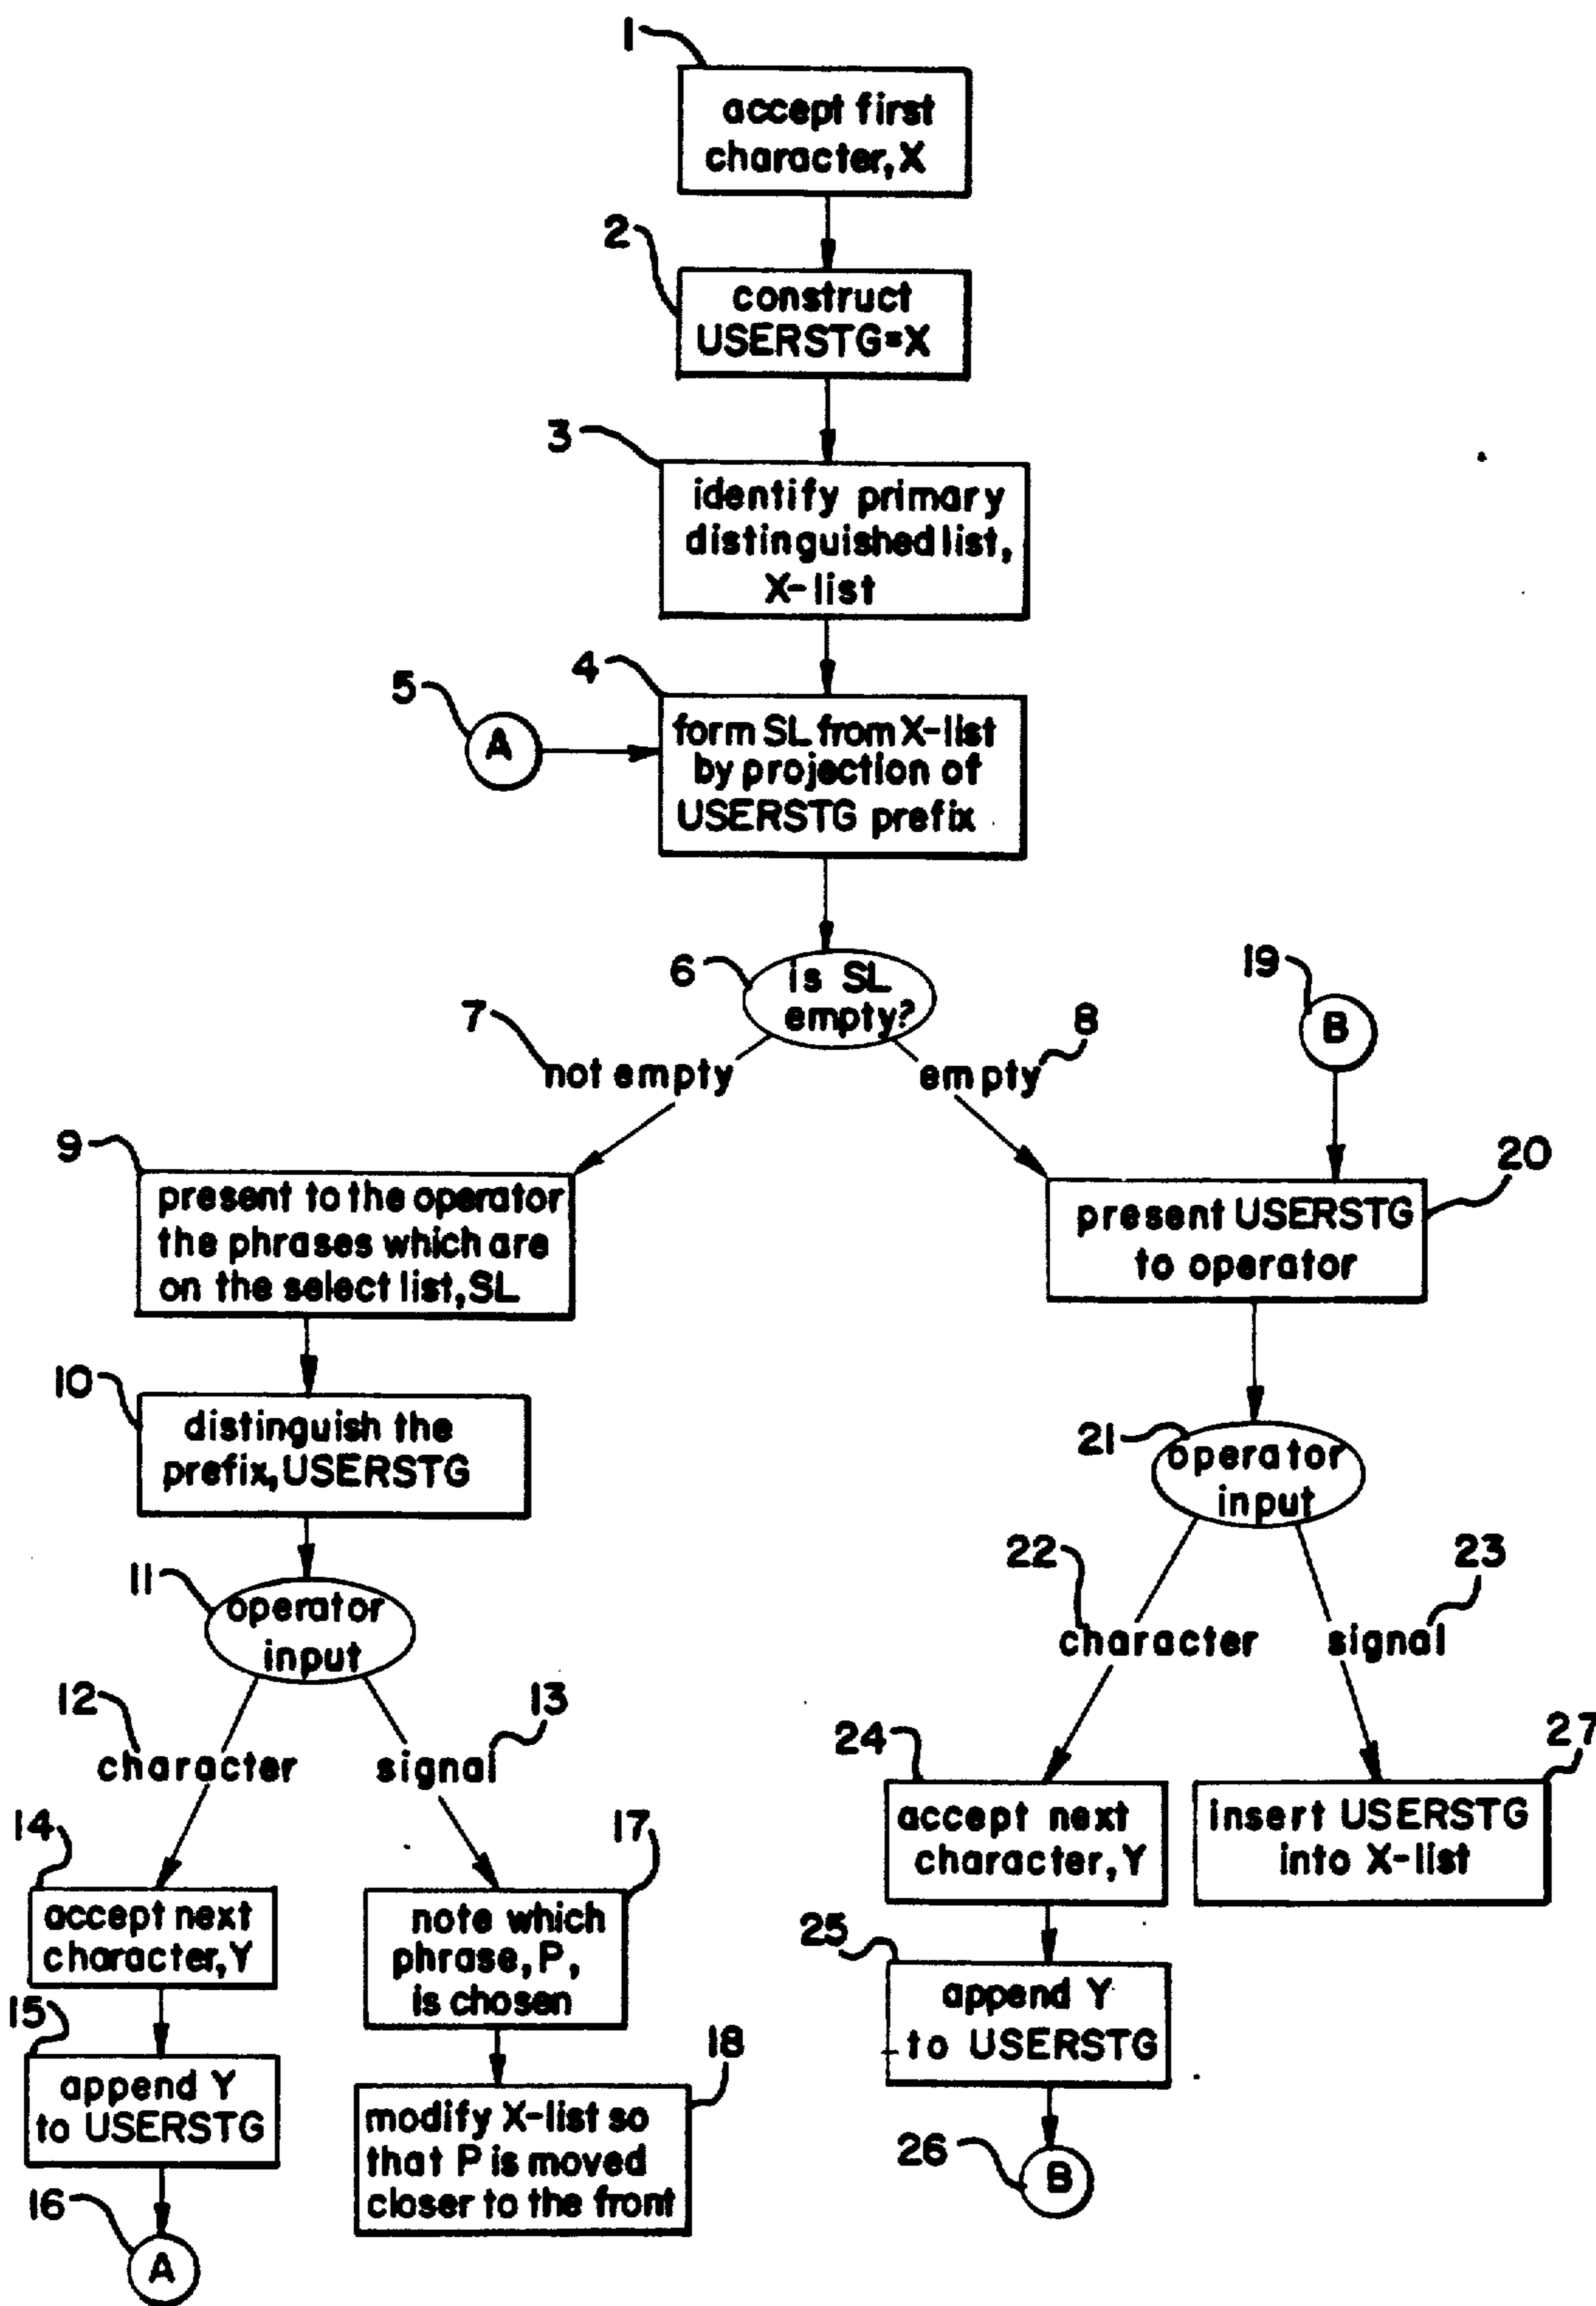 1
accept first
character, X
2
construct
USERSTG=X
3
identify primary
distinguished list,
X-list
4
5
A
form SL from X-list
by projection of
USERSTG prefix
6
is SL
empty?
7
not empty
8
empty
19
B
9
present to the operator
the phrases which are
on the select list, SL
20
present USERSTG
to operator
10
distinguish the
prefix, USERSTG
21
operator
input
11
operator
input
22
character
23
signal
12
character
13
signal
24
accept next
character, Y
27
insert USERSTG
into X-list
14
accept next
character, Y
17
note which
phrase, P,
is chosen
25
append Y
to USERSTG
15
append Y
to USERSTG
18
modify X-list so
that P is moved
closer to the front
26
B
16
A